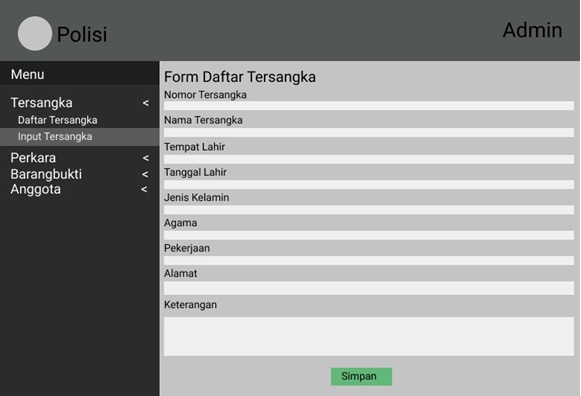 Polisi
Admin
Menu
Tersangka <
Daftar Tersangka
Input Tersangka
Perkara <
Barangbukti <
Anggota <
Form Daftar Tersangka
Nomor Tersangka
Nama Tersangka
Tempat Lahir
Tanggal Lahir
Jenis Kelamin
Agama
Pekerjaan
Alamat
Keterangan
Simpan